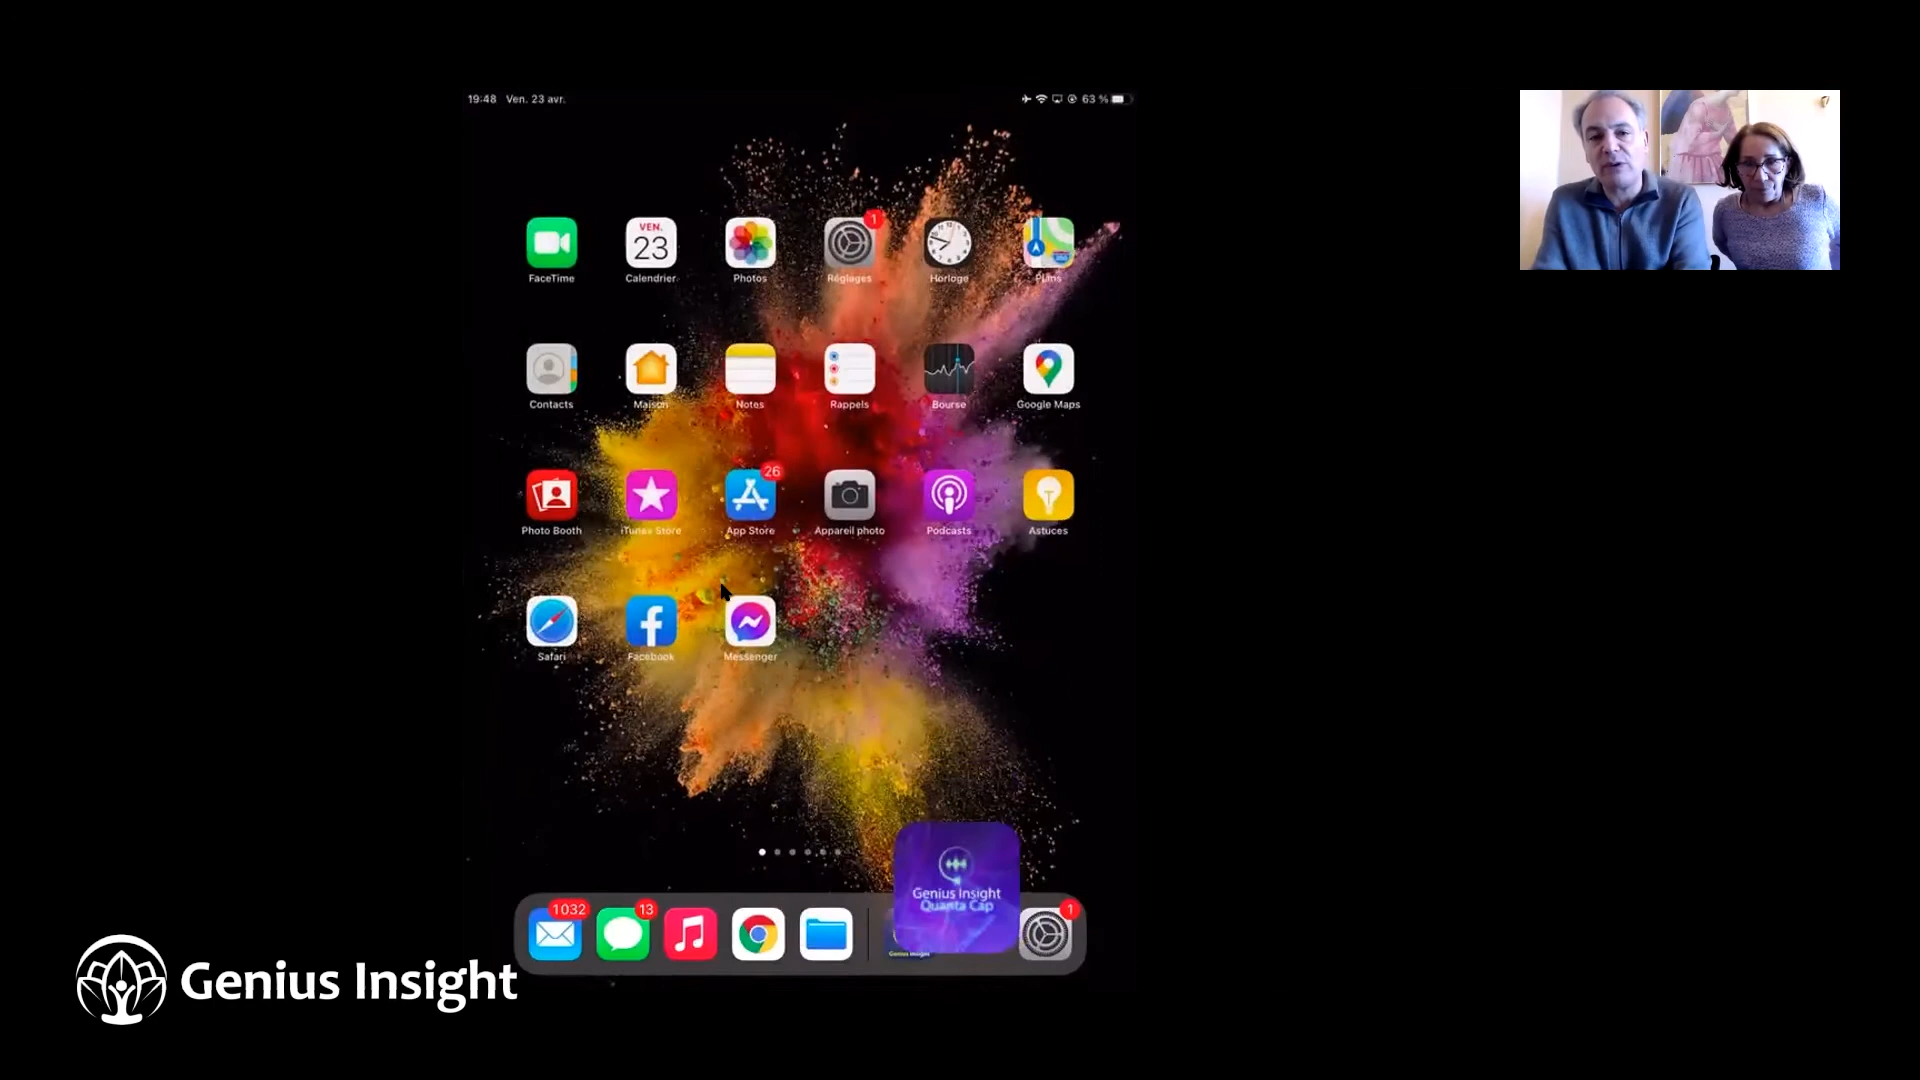 19:48 Ven. 23 avr.
63 %
VEN.
23
1
FaceTime
Calendrier
Photos
Réglages
Horloge
Plans
Contacts
Maison
Notes
Rappels
Bourse
Google Maps
26
Photo Booth
iTunes Store
App Store
Appareil photo
Podcasts
Astuces
Safari
Facebook
Messenger
Genius Insight
Quanta Cap
1032
13
1
Genius Insight